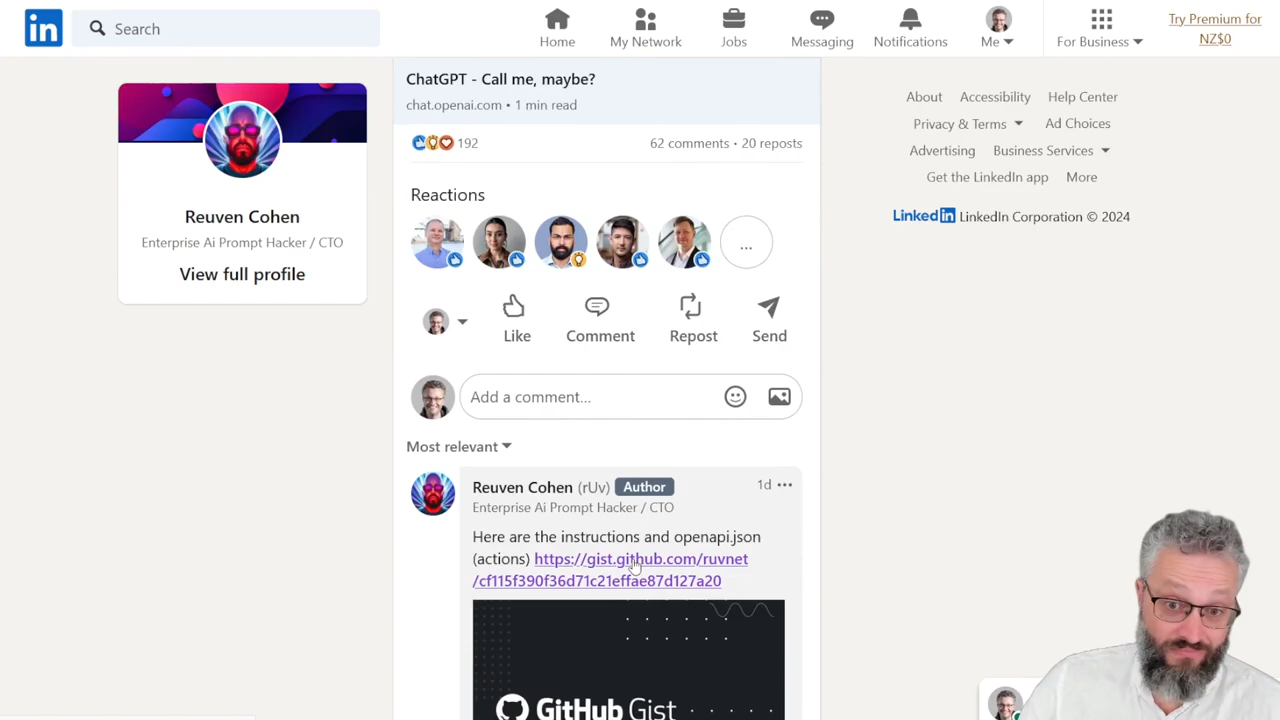 in Search
Home
My Network
Jobs
Messaging
Notifications
Me
For Business
Try Premium for
NZ$0
Reuven Cohen
Enterprise Ai Prompt Hacker / CTO
View full profile
ChatGPT - Call me, maybe?
chat.openai.com • 1 min read
192
62 comments • 20 reposts
Reactions
...
Like
Comment
Repost
Send
Add a comment...
Most relevant
Reuven Cohen (rUv) Author
1d
Enterprise Ai Prompt Hacker / CTO
Here are the instructions and openapi.json
(actions) https://gist.github.com/ruvnet
/cf115f390f36d71c21effae87d127a20
GitHub Gist
About Accessibility Help Center
Privacy & Terms Ad Choices
Advertising Business Services
Get the LinkedIn app More
Linked in LinkedIn Corporation © 2024